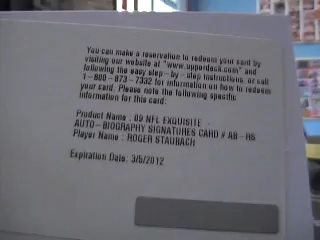 You can make a reservation to redeem your card by
visiting our website at "www.upperdeck.com" and
following the easy step - by - step instructions, or call
1-800-873-7332 for information on how to redeem
your card. Please note the following specific
information for this card:
Product Name : 09 NFL EXQUISITE -
AUTO-BIOGRAPHY SIGNATURES CARD # AB-RS
Player Name : ROGER STAUBACH
Expiration Date: 3/5/2012